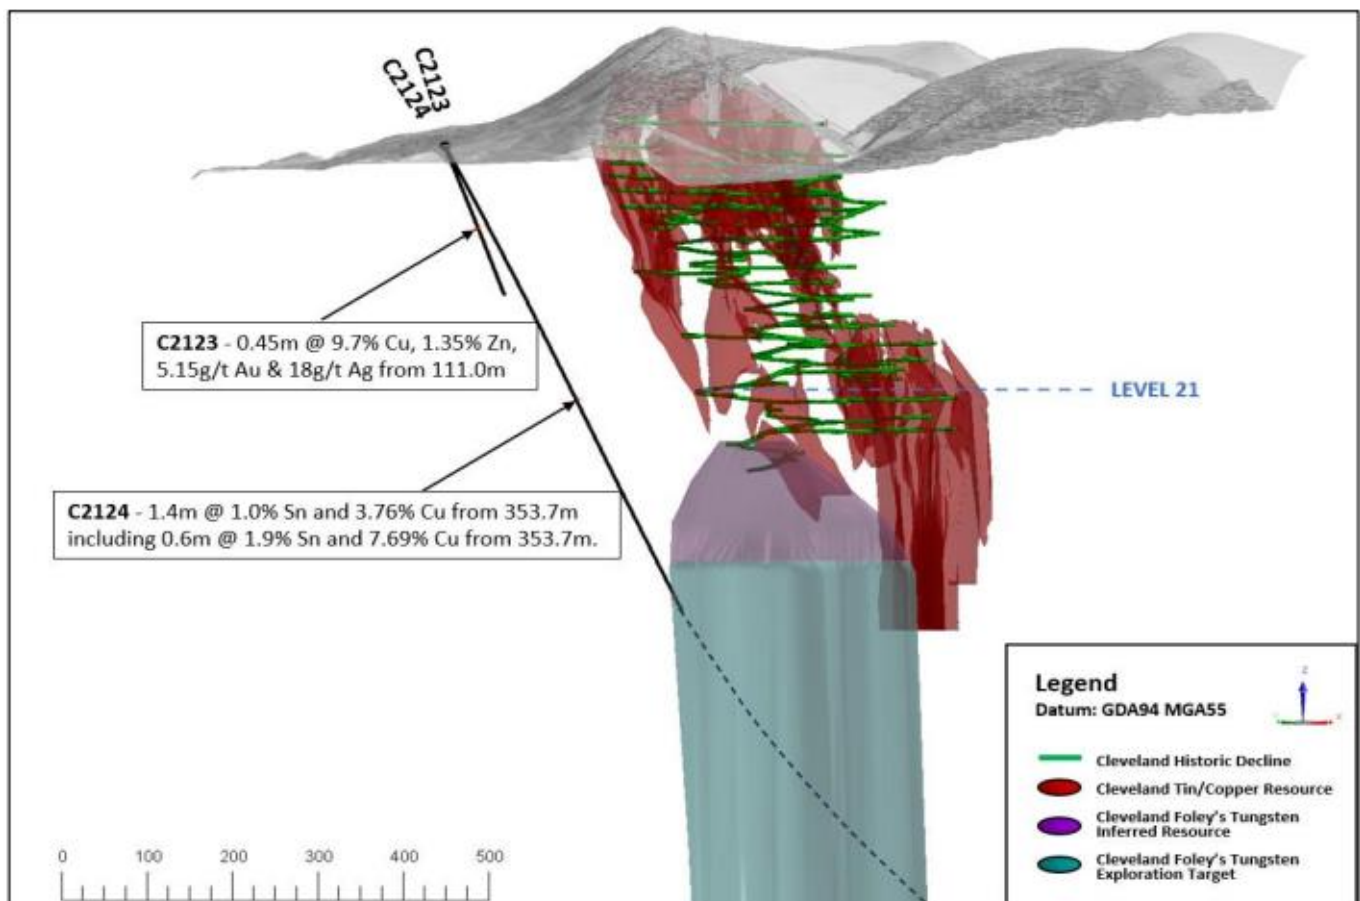 C2123
C2124
C2123 - 0.45m @ 9.7% Cu, 1.35% Zn,
5.15g/t Au & 18g/t Ag from 111.0m
LEVEL 21
C2124 - 1.4m @ 1.0% Sn and 3.76% Cu from 353.7m
including 0.6m @ 1.9% Sn and 7.69% Cu from 353.7m.
Legend
Datum: GDA94 MGA55
Z
Cleveland Historic Decline
Cleveland Tin/Copper Resource
Cleveland Foley's Tungsten
Inferred Resource
Cleveland Foley's Tungsten
Exploration Target
0 100 200 300 400 500